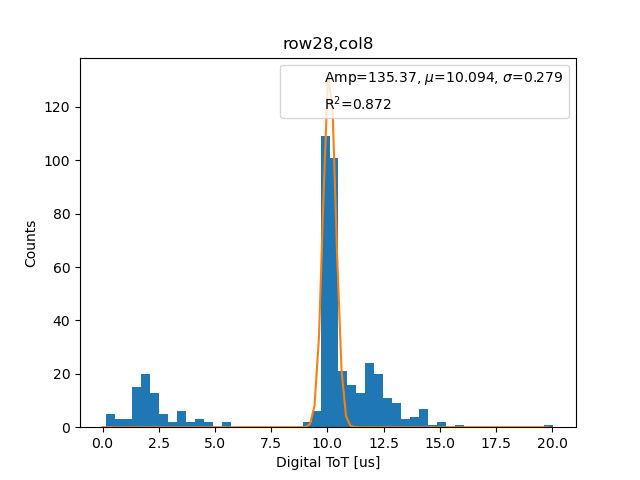 row28,col8
Amp=135.37, μ=10.094, σ=0.279
R²=0.872
120
100
80
60
40
20
0
Counts
0.0 2.5 5.0 7.5 10.0 12.5 15.0 17.5 20.0
Digital ToT [us]